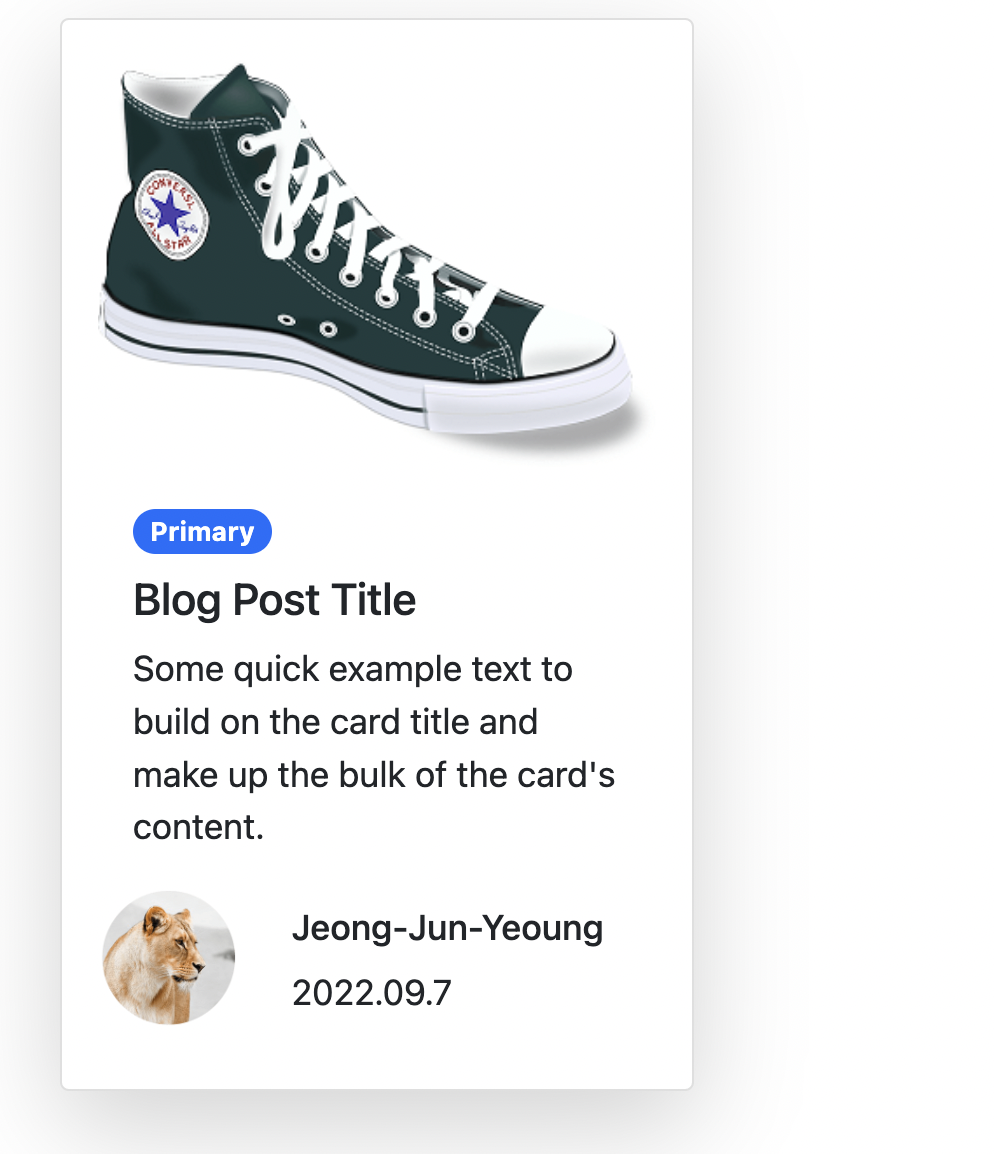 CONVERSE
ALL STAR
Primary
Blog Post Title
Some quick example text to
build on the card title and
make up the bulk of the card's
content.
Jeong-Jun-Yeoung
2022.09.7